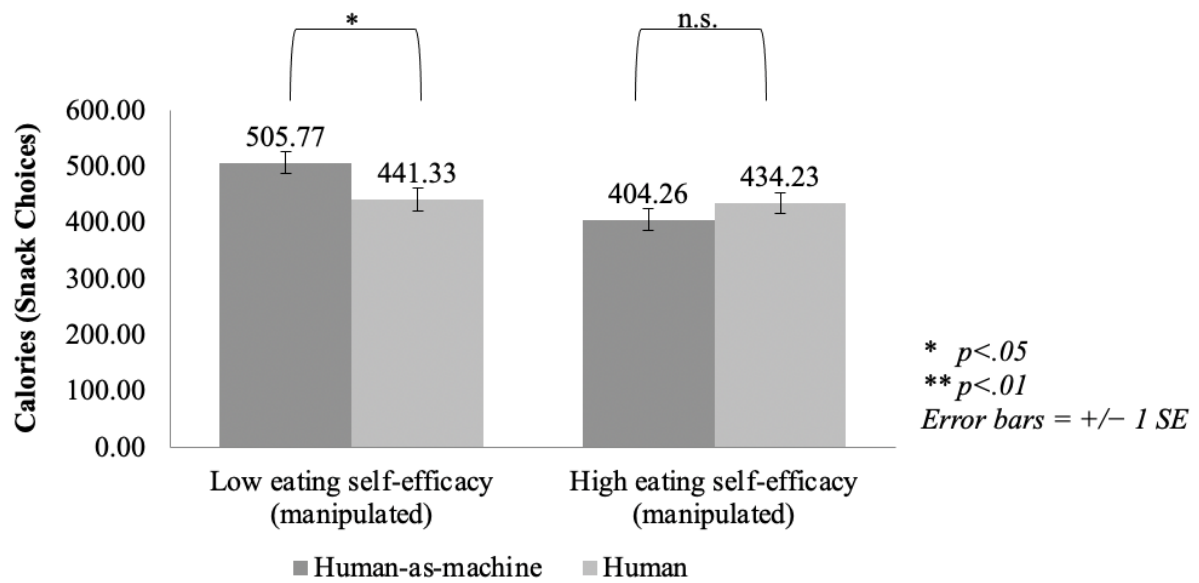 * n.s.
Calories (Snack Choices)
600.00
500.00
400.00
300.00
200.00
100.00
0.00
505.77
441.33
404.26
434.23
Low eating self-efficacy
(manipulated)
High eating self-efficacy
(manipulated)
Human-as-machine Human
* p<.05
** p<.01
Error bars = +/− 1 SE